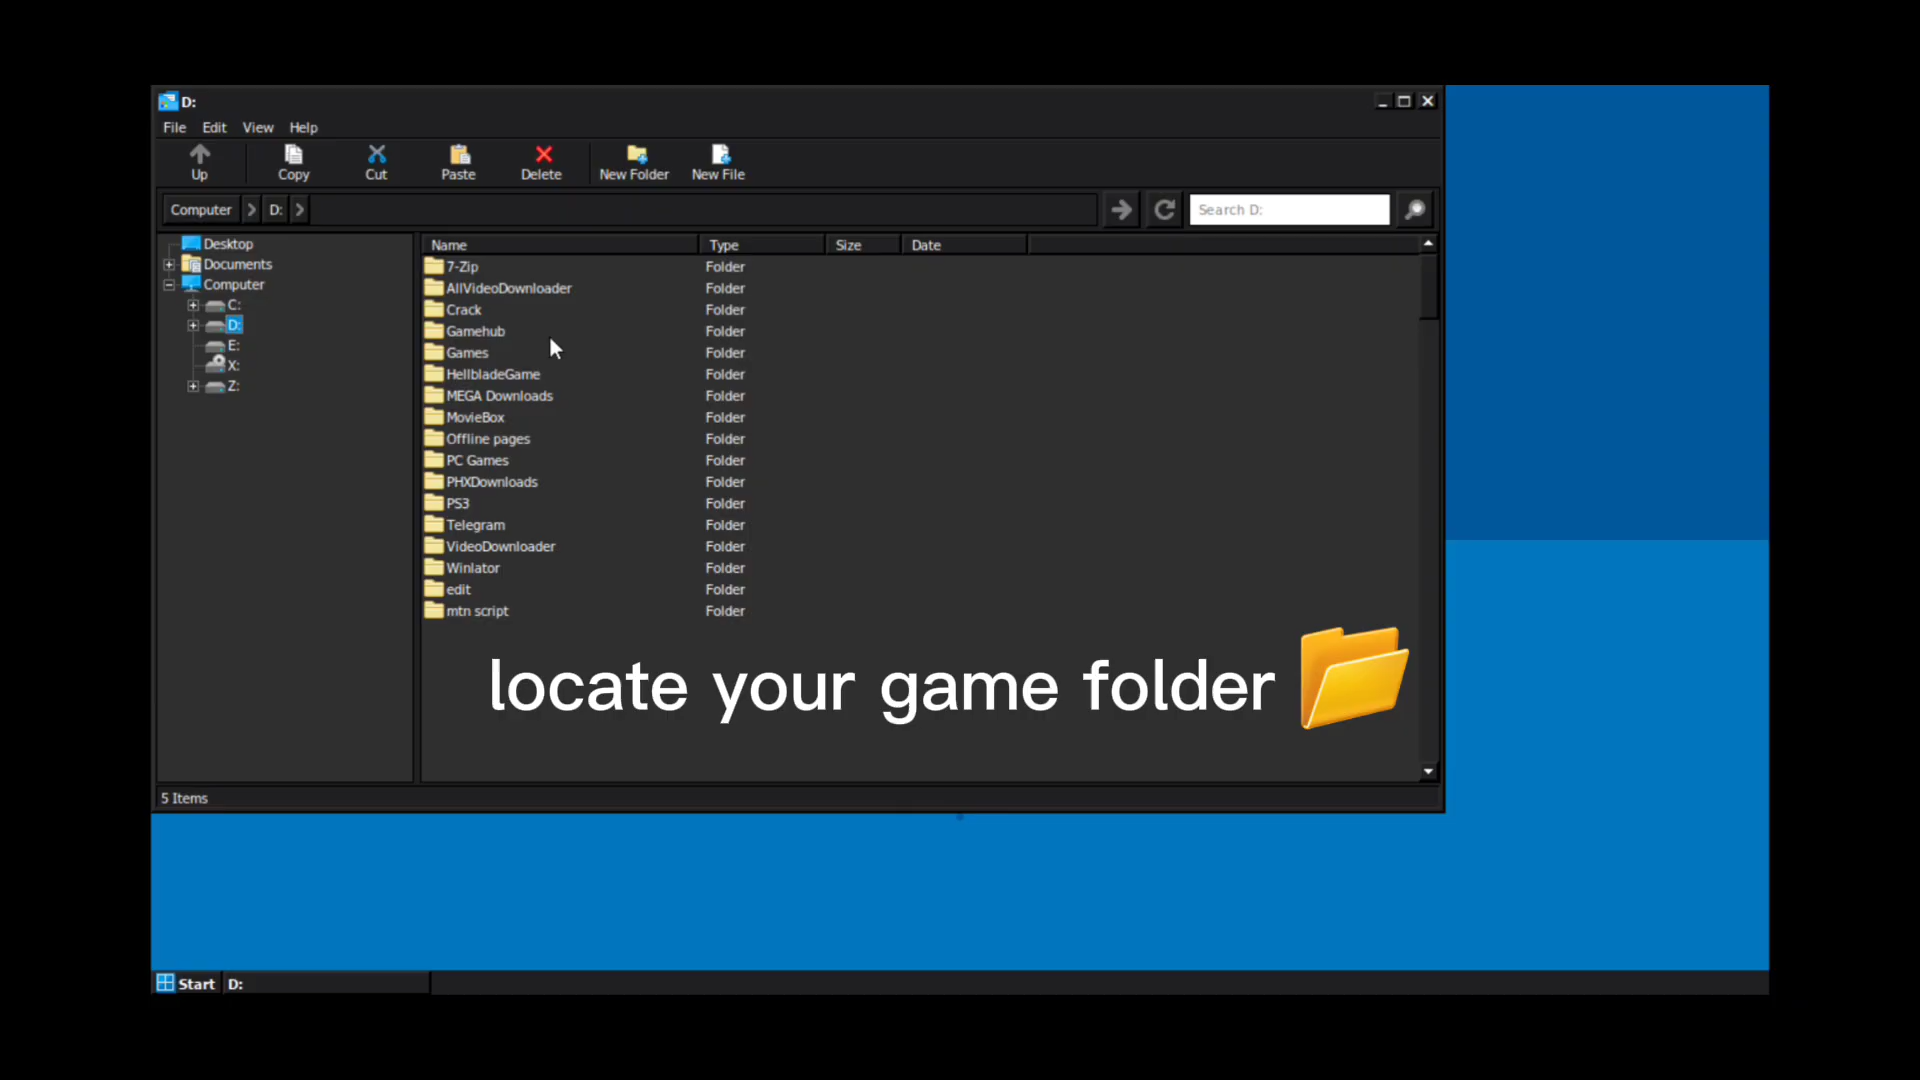 D:
File Edit View Help
Up Copy Cut Paste Delete New Folder New File
Computer D: Search D:
Desktop
Documents
Computer
C:
D:
E:
X:
Z:
Name Type Size Date
7-Zip Folder
AllVideoDownloader Folder
Crack Folder
Gamehub Folder
Games Folder
HellbladeGame Folder
MEGA Downloads Folder
MovieBox Folder
Offline pages Folder
PC Games Folder
PHXDownloads Folder
PS3 Folder
Telegram Folder
VideoDownloader Folder
Winlator Folder
edit Folder
mtn script Folder
locate your game folder
5 Items
Start D: